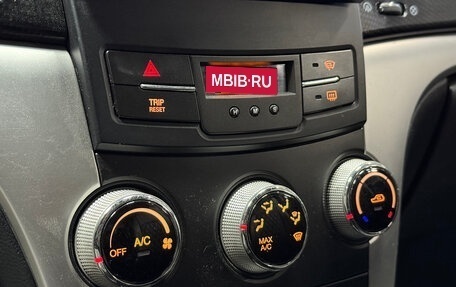 MBIB·RU
TRIP
RESET
H M S
OFF A/C
MAX
A/C